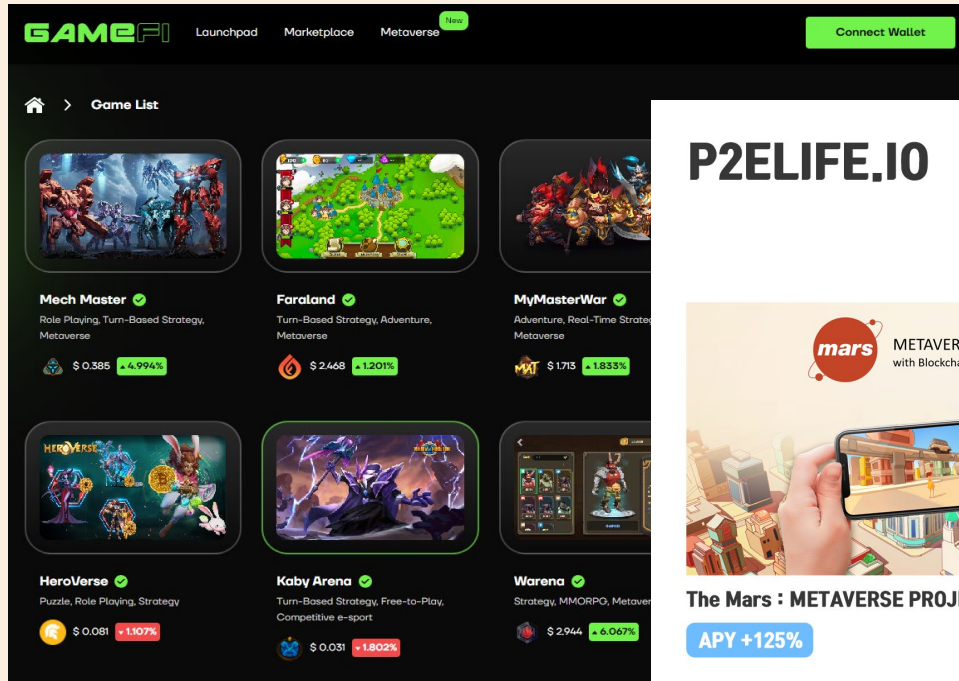 GAMEFI
Launchpad
Marketplace
Metaverse
New
Connect Wallet
Game List
Mech Master
Role Playing, Turn-Based Strategy,
Metaverse
$ 0.385
4.994%
Faraland
Turn-Based Strategy, Adventure,
Metaverse
$ 2.468
1.201%
MyMasterWar
Adventure, Real-Time Strate
Metaverse
MXT
$ 1.713
1.833%
HEROVERSE
HeroVerse
Puzzle, Role Playing, Strategy
$ 0.081
1.107%
Kaby Arena
Turn-Based Strategy, Free-to-Play,
Competitive e-sport
$ 0.031
1.802%
Warena
Strategy, MMORPG, Metaver
$ 2.944
6.067%
P2ELIFE.IO
mars
METAVER
with Blockcha
The Mars : METAVERSE PROJ
APY +125%